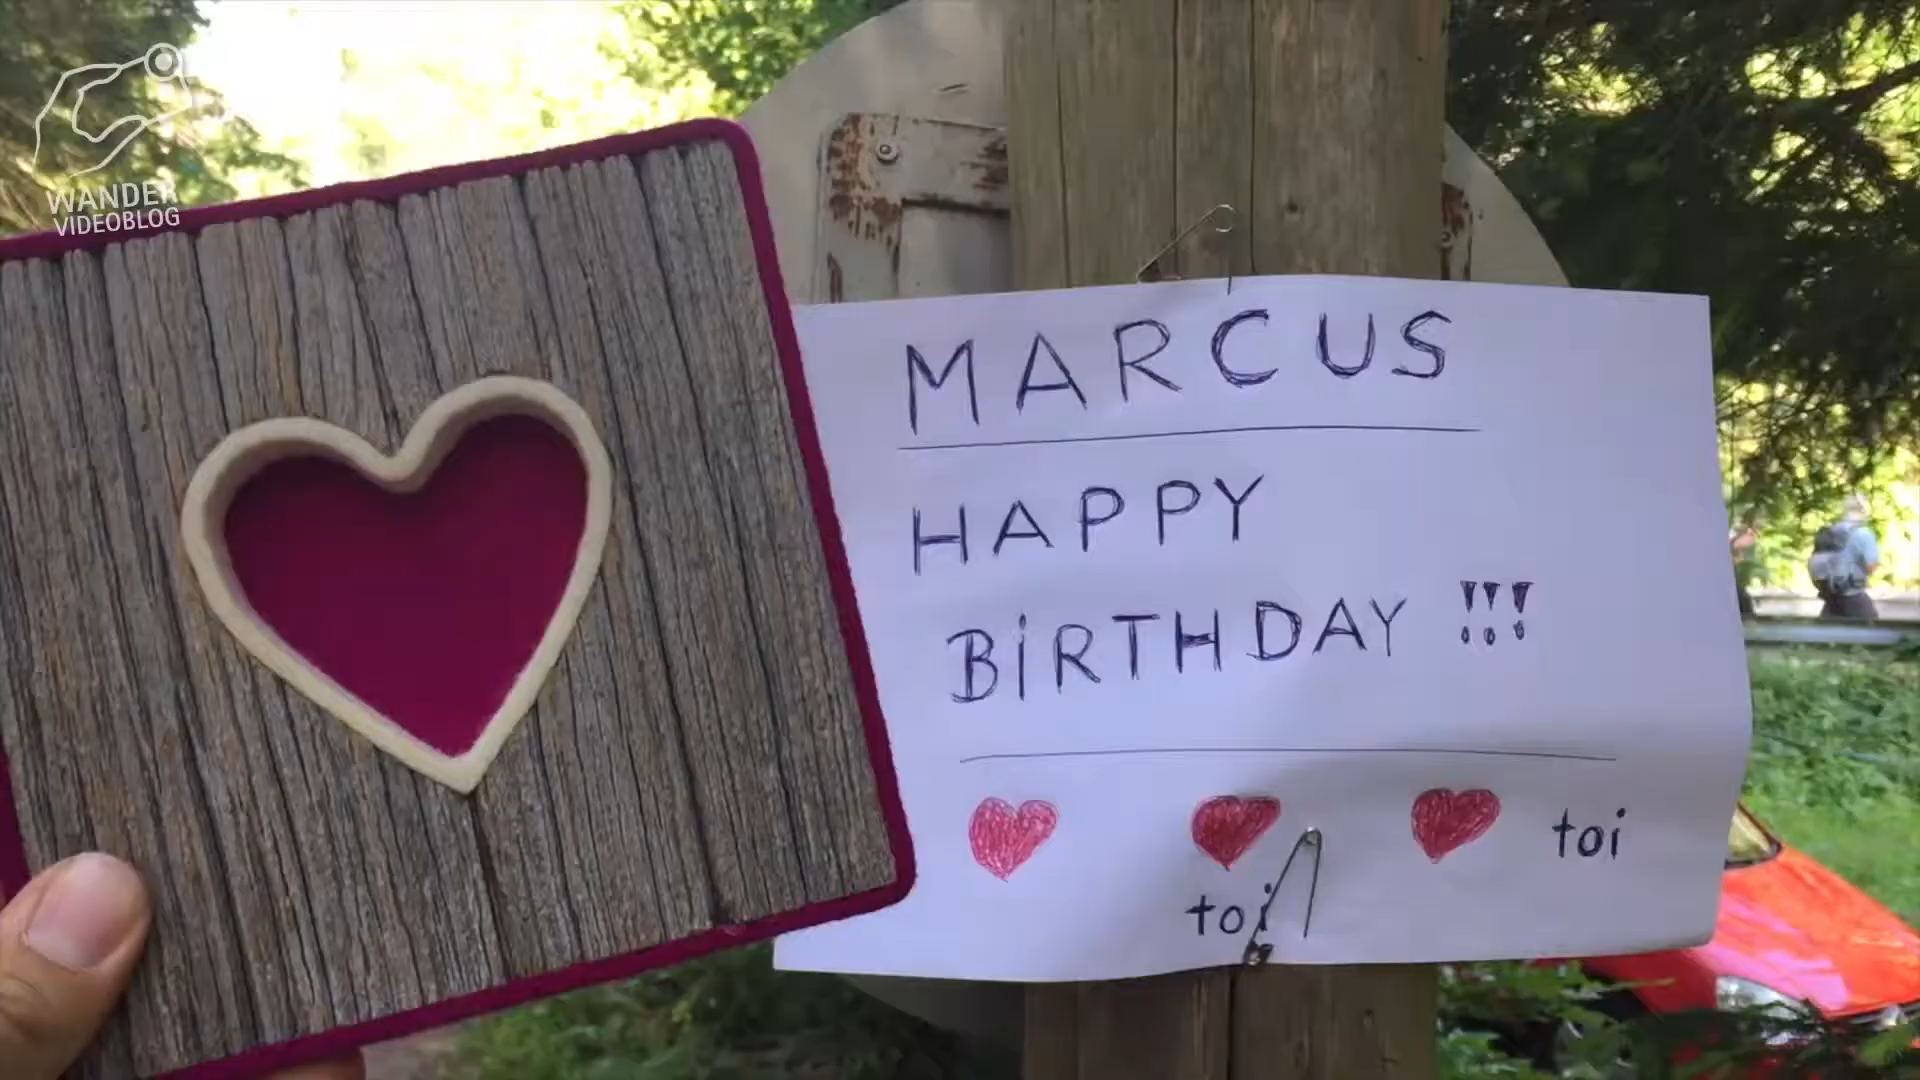 WANDER
VIDEOBLOG
MARCUS
HAPPY
BiRTHDAY !!!
toi
toi